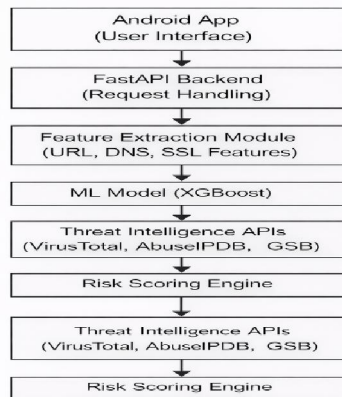 Android App
(User Interface)
FastAPI Backend
(Request Handling)
Feature Extraction Module
(URL, DNS, SSL Features)
ML Model (XGBoost)
Threat Intelligence APIs
(VirusTotal, AbuseIPDB, GSB)
Risk Scoring Engine
Threat Intelligence APIs
(VirusTotal, AbuseIPDB, GSB)
Risk Scoring Engine